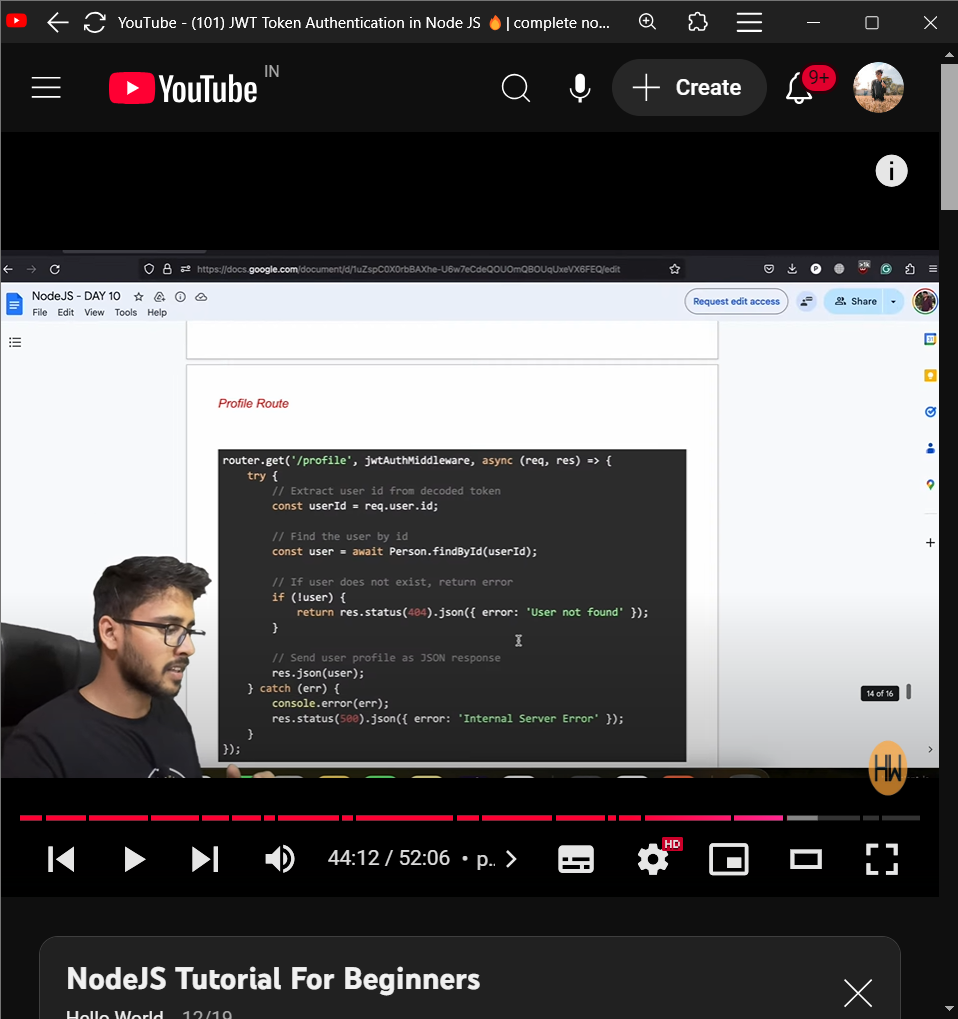 YouTube - (101) JWT Token Authentication in Node JS 🔥 | complete no...
YouTube IN
Create
9+
https://docs.google.com/document/d/1uZspC0X0rbBAXhe-U6w7eCdeQOUOmQBOUqUxeVX6FEQ/edit
NodeJS - DAY 10
File Edit View Tools Help
Request edit access
Share
Profile Route
router.get('/profile', jwtAuthMiddleware, async (req, res) => {
    try {
        // Extract user id from decoded token
        const userId = req.user.id;
        // Find the user by id
        const user = await Person.findById(userId);
        // If user does not exist, return error
        if (!user) {
            return res.status(404).json({ error: 'User not found' });
        }
        // Send user profile as JSON response
        res.json(user);
    } catch (err) {
        console.error(err);
        res.status(500).json({ error: 'Internal Server Error' });
    }
});
14 of 16
HW
44:12 / 52:06 • p..
HD
NodeJS Tutorial For Beginners
Hello World 12/19